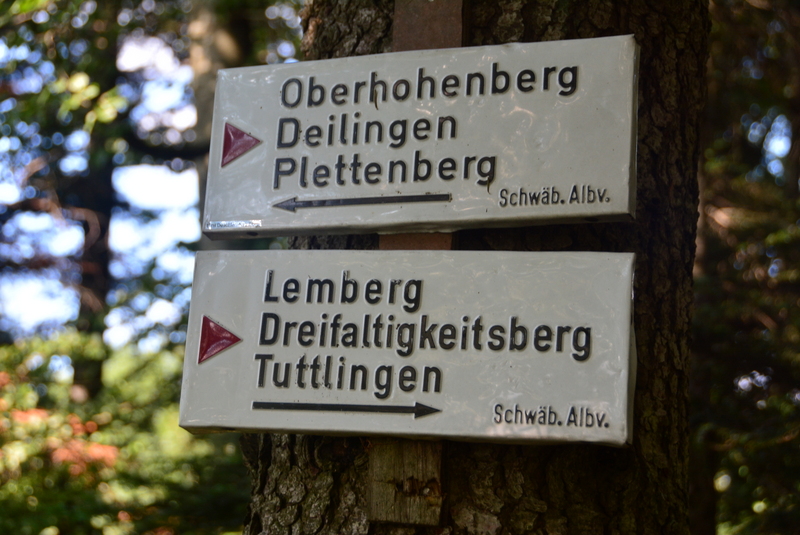 Oberhohenberg
Deilingen
Plettenberg
Schwäb. Albv.
Lemberg
Dreifaltigkeitsberg
Tuttlingen
Schwäb. Albv.